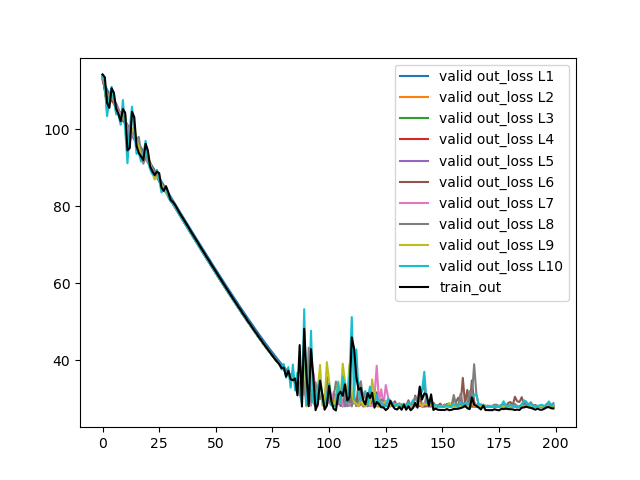 100
80
60
40
0
25
50
75
100
125
150
175
200
valid out_loss L1
valid out_loss L2
valid out_loss L3
valid out_loss L4
valid out_loss L5
valid out_loss L6
valid out_loss L7
valid out_loss L8
valid out_loss L9
valid out_loss L10
train_out